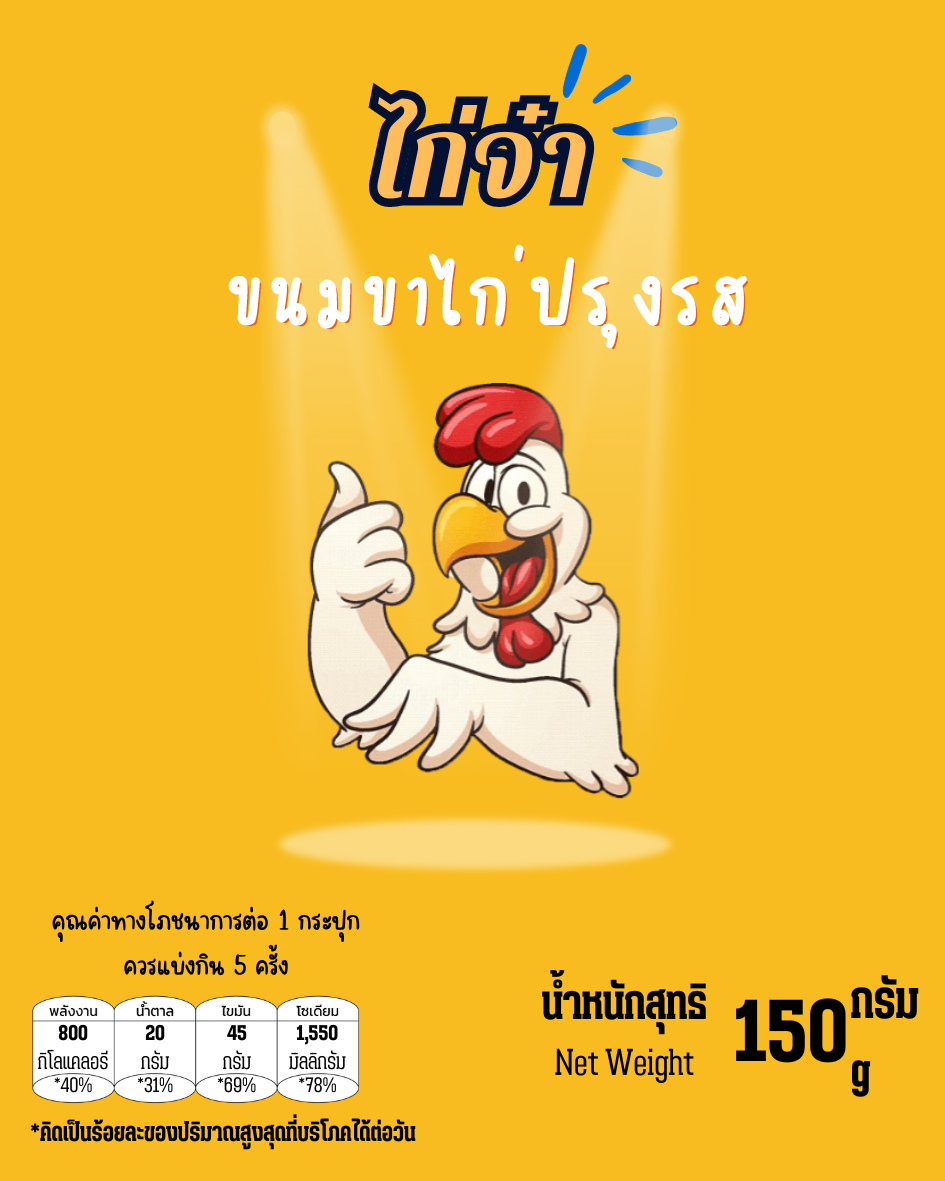 ไก่จ๋า
ขนมขาไก่ปรุงรส
คุณค่าทางโภชนาการต่อ 1 กระปุก
ควรแบ่งกิน 5 ครั้ง
พลังงาน น้ำตาล ไขมัน โซเดียม
800 20 45 1,550
กิโลแคลอรี กรัม กรัม มิลลิกรัม
*40% *31% *69% *78%
*คิดเป็นร้อยละของปริมาณสูงสุดที่บริโภคได้ต่อวัน
น้ำหนักสุทธิ 150 กรัม
Net Weight g